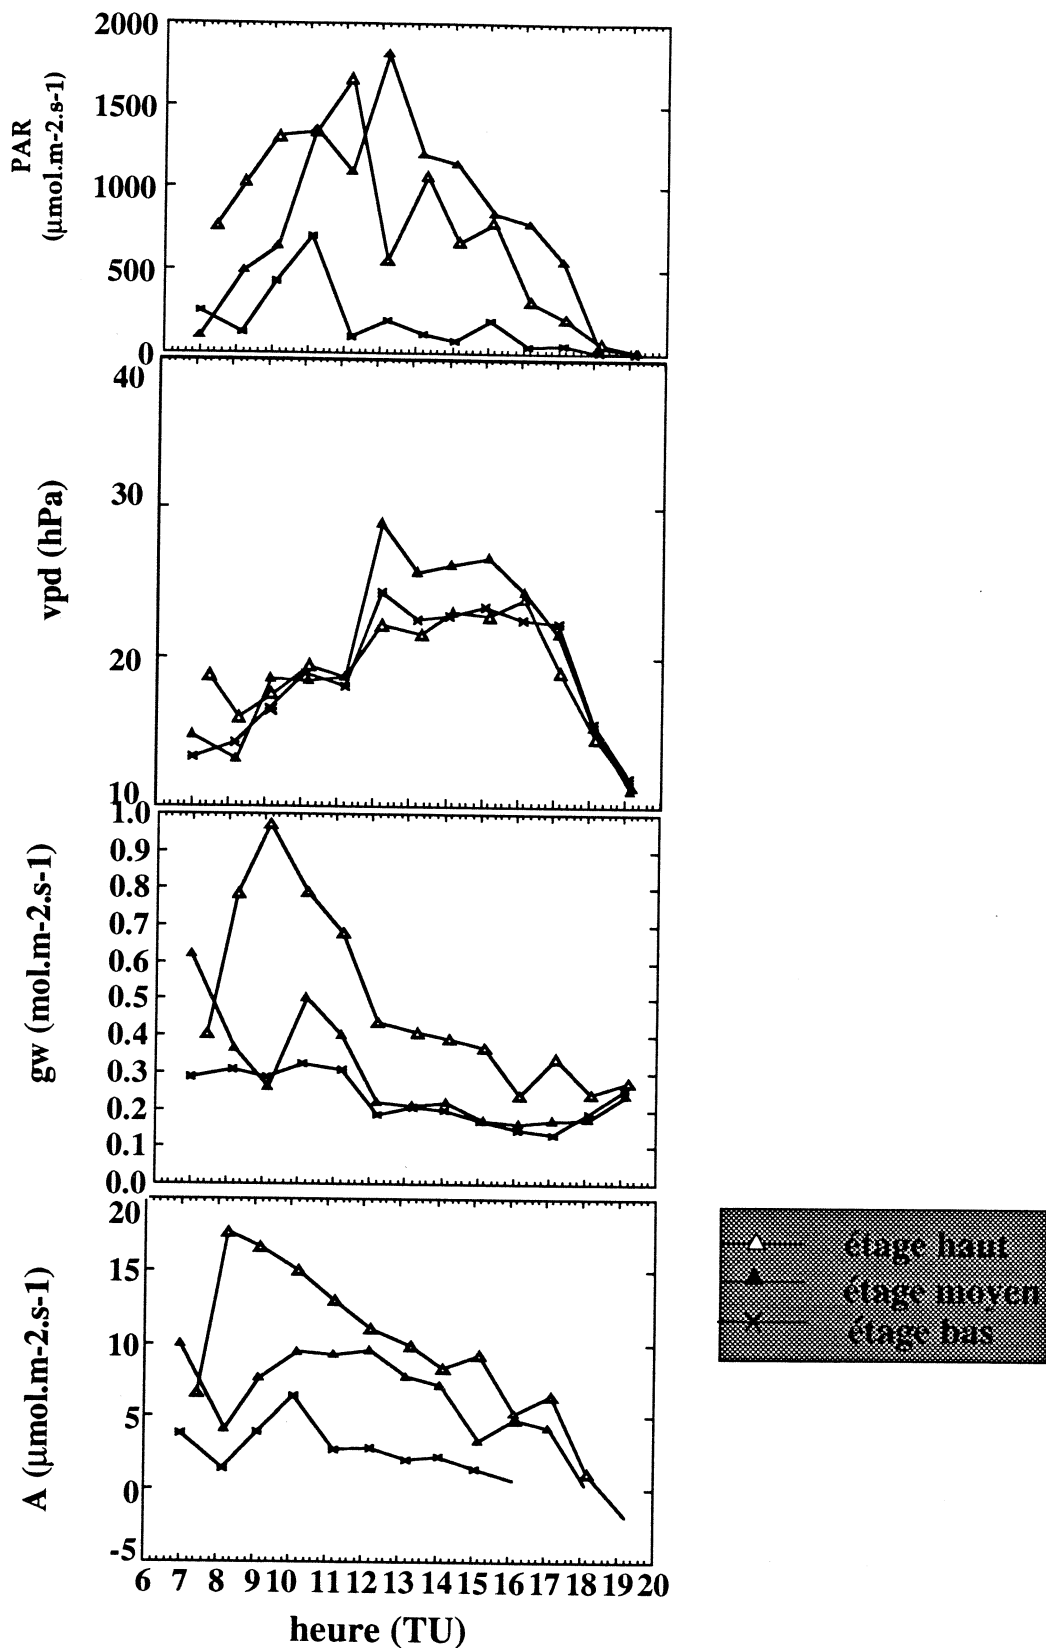 2000
1500
1000
500
0
PAR
(µmol.m-2.s-1)
40
30
20
10
vpd (hPa)
1.0
0.9
0.8
0.7
0.6
0.5
0.4
0.3
0.2
0.1
0.0
gw (mol.m-2.s-1)
20
15
10
5
0
-5
A (µmol.m-2.s-1)
6 7 8 9 10 11 12 13 14 15 16 17 18 19 20
heure (TU)
étage haut
étage moyen
étage bas